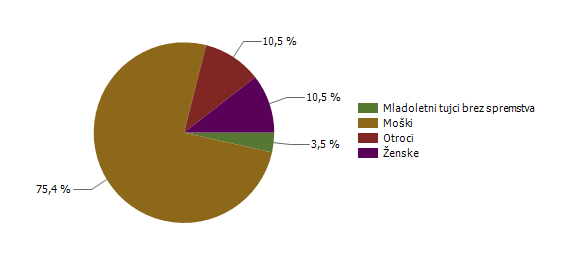 10,5 %
10,5 %
3,5 %
75,4 %
Mladoletni tujci brez spremstva
Moški
Otroci
Ženske